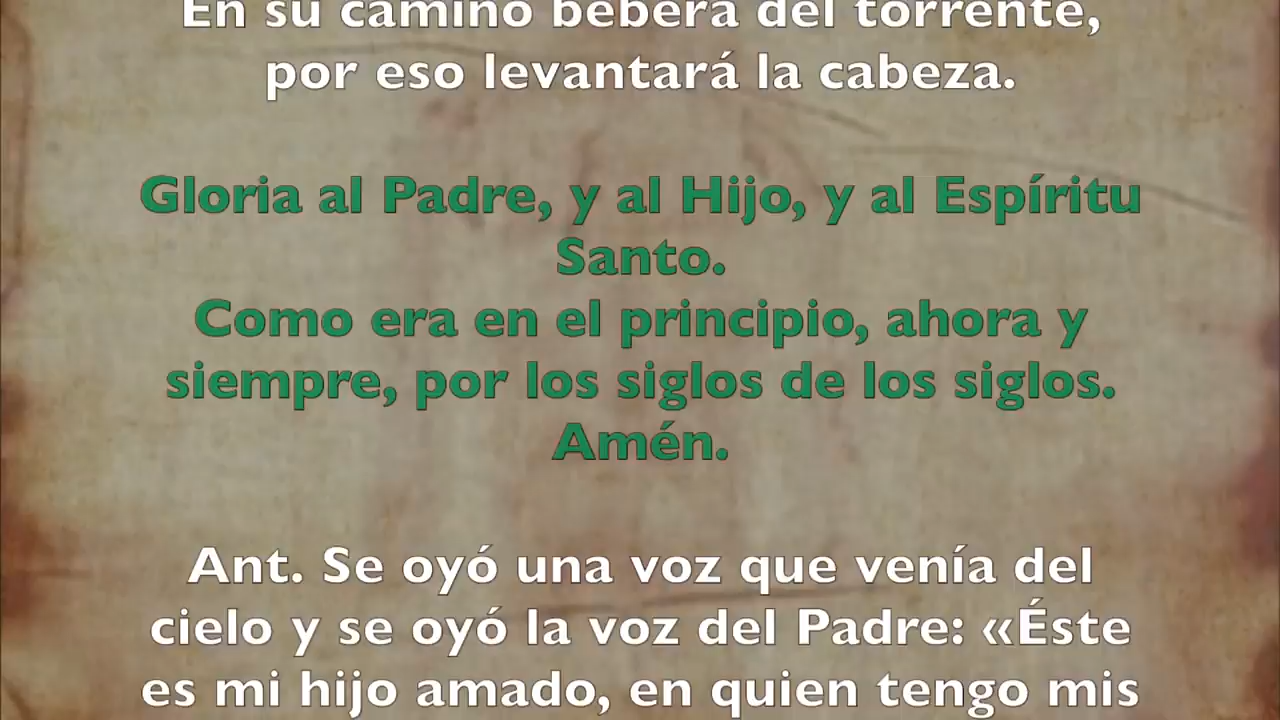 En su camino beberá del torrente,
por eso levantará la cabeza.
Gloria al Padre, y al Hijo, y al Espíritu
Santo.
Como era en el principio, ahora y
siempre, por los siglos de los siglos.
Amén.
Ant. Se oyó una voz que venía del
cielo y se oyó la voz del Padre: «Éste
es mi hijo amado, en quien tengo mis